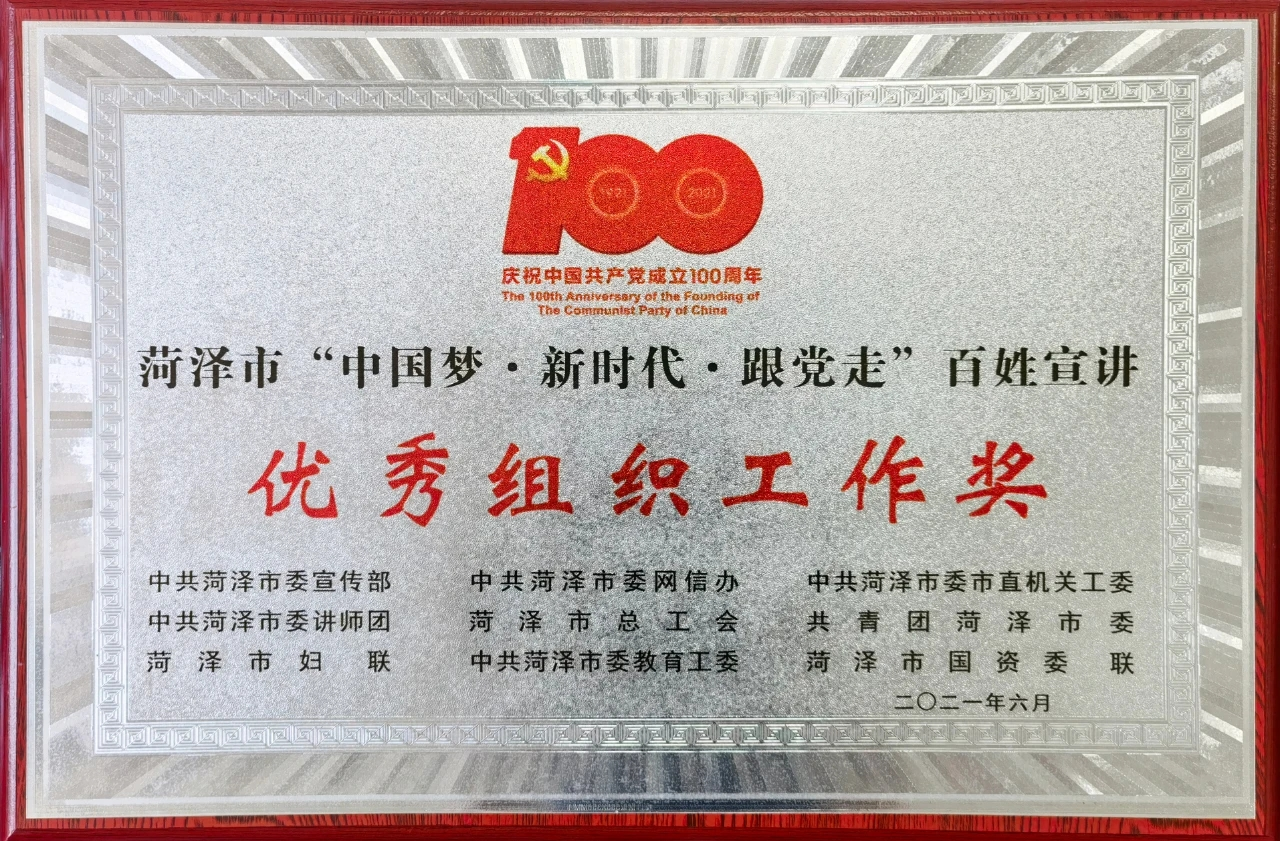 100
1921 2021
庆祝中国共产党成立100周年
The 100th Anniversary of the Founding of
The Communist Party of China
菏泽市“中国梦·新时代·跟党走”百姓宣讲
优秀组织工作奖
中共菏泽市委宣传部 中共菏泽市委网信办 中共菏泽市委市直机关工委
中共菏泽市委讲师团 菏泽市总工会 共青团菏泽市委
菏泽市妇联 中共菏泽市委教育工委 菏泽市国资委联
二〇二一年六月